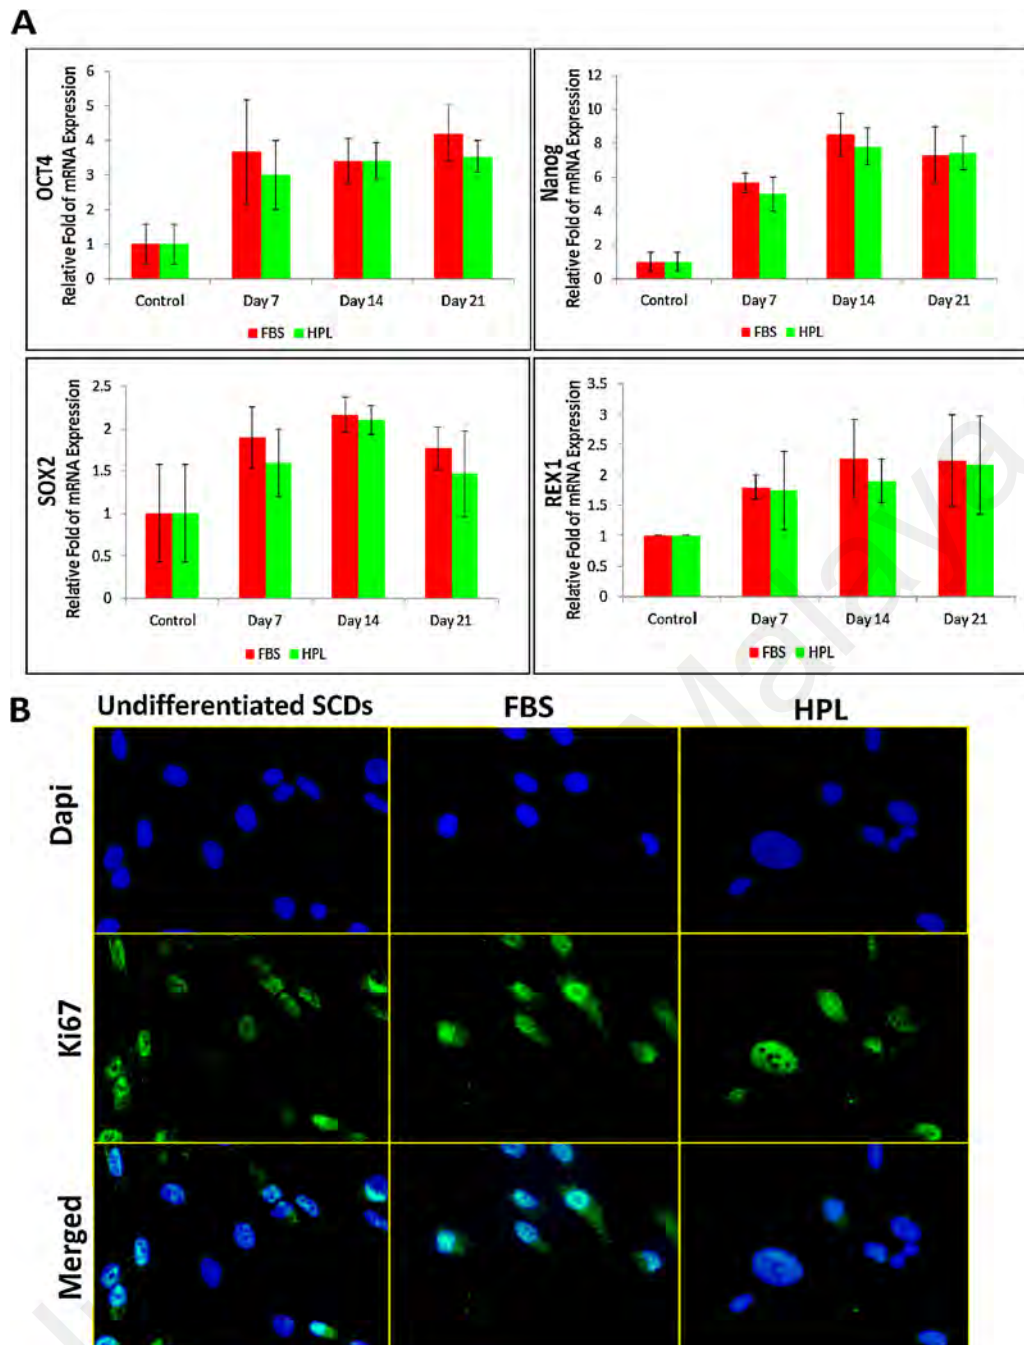 A
OCT4
Relative Fold of mRNA Expression
6
5
4
3
2
1
0
Control Day 7 Day 14 Day 21
FBS HPL
Nanog
Relative Fold of mRNA Expression
12
10
8
6
4
2
0
Control Day 7 Day 14 Day 21
FBS HPL
SOX2
Relative Fold of mRNA Expression
2.5
2
1.5
1
0.5
0
Control Day 7 Day 14 Day 21
FBS HPL
REX1
Relative Fold of mRNA Expression
3.5
3
2.5
2
1.5
1
0.5
0
Control Day 7 Day 14 Day 21
FBS HPL
B
Undifferentiated SCDs FBS HPL
Dapi
Ki67
Merged
Malaya